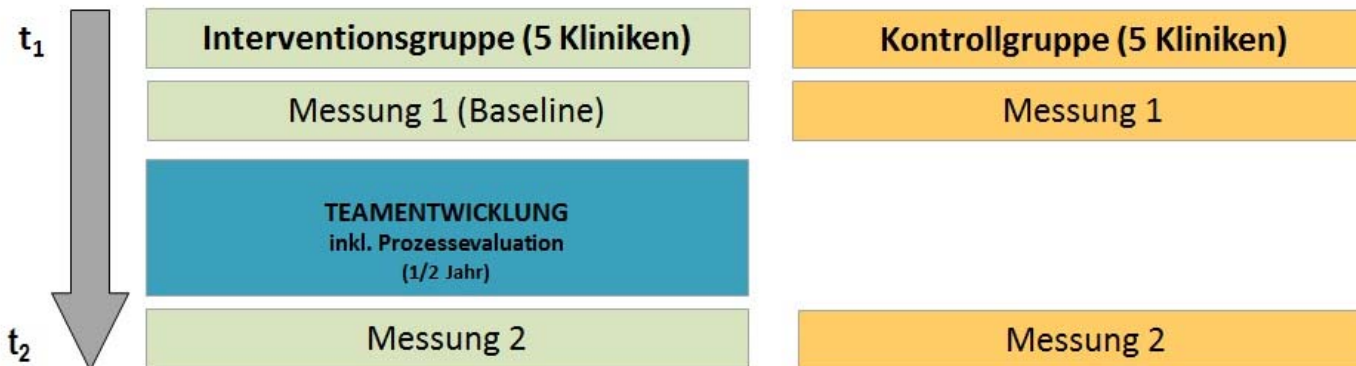 t1
Interventionsgruppe (5 Kliniken)
Kontrollgruppe (5 Kliniken)
Messung 1 (Baseline)
Messung 1
TEAMENTWICKLUNG
inkl. Prozessevaluation
(1/2 Jahr)
t2
Messung 2
Messung 2